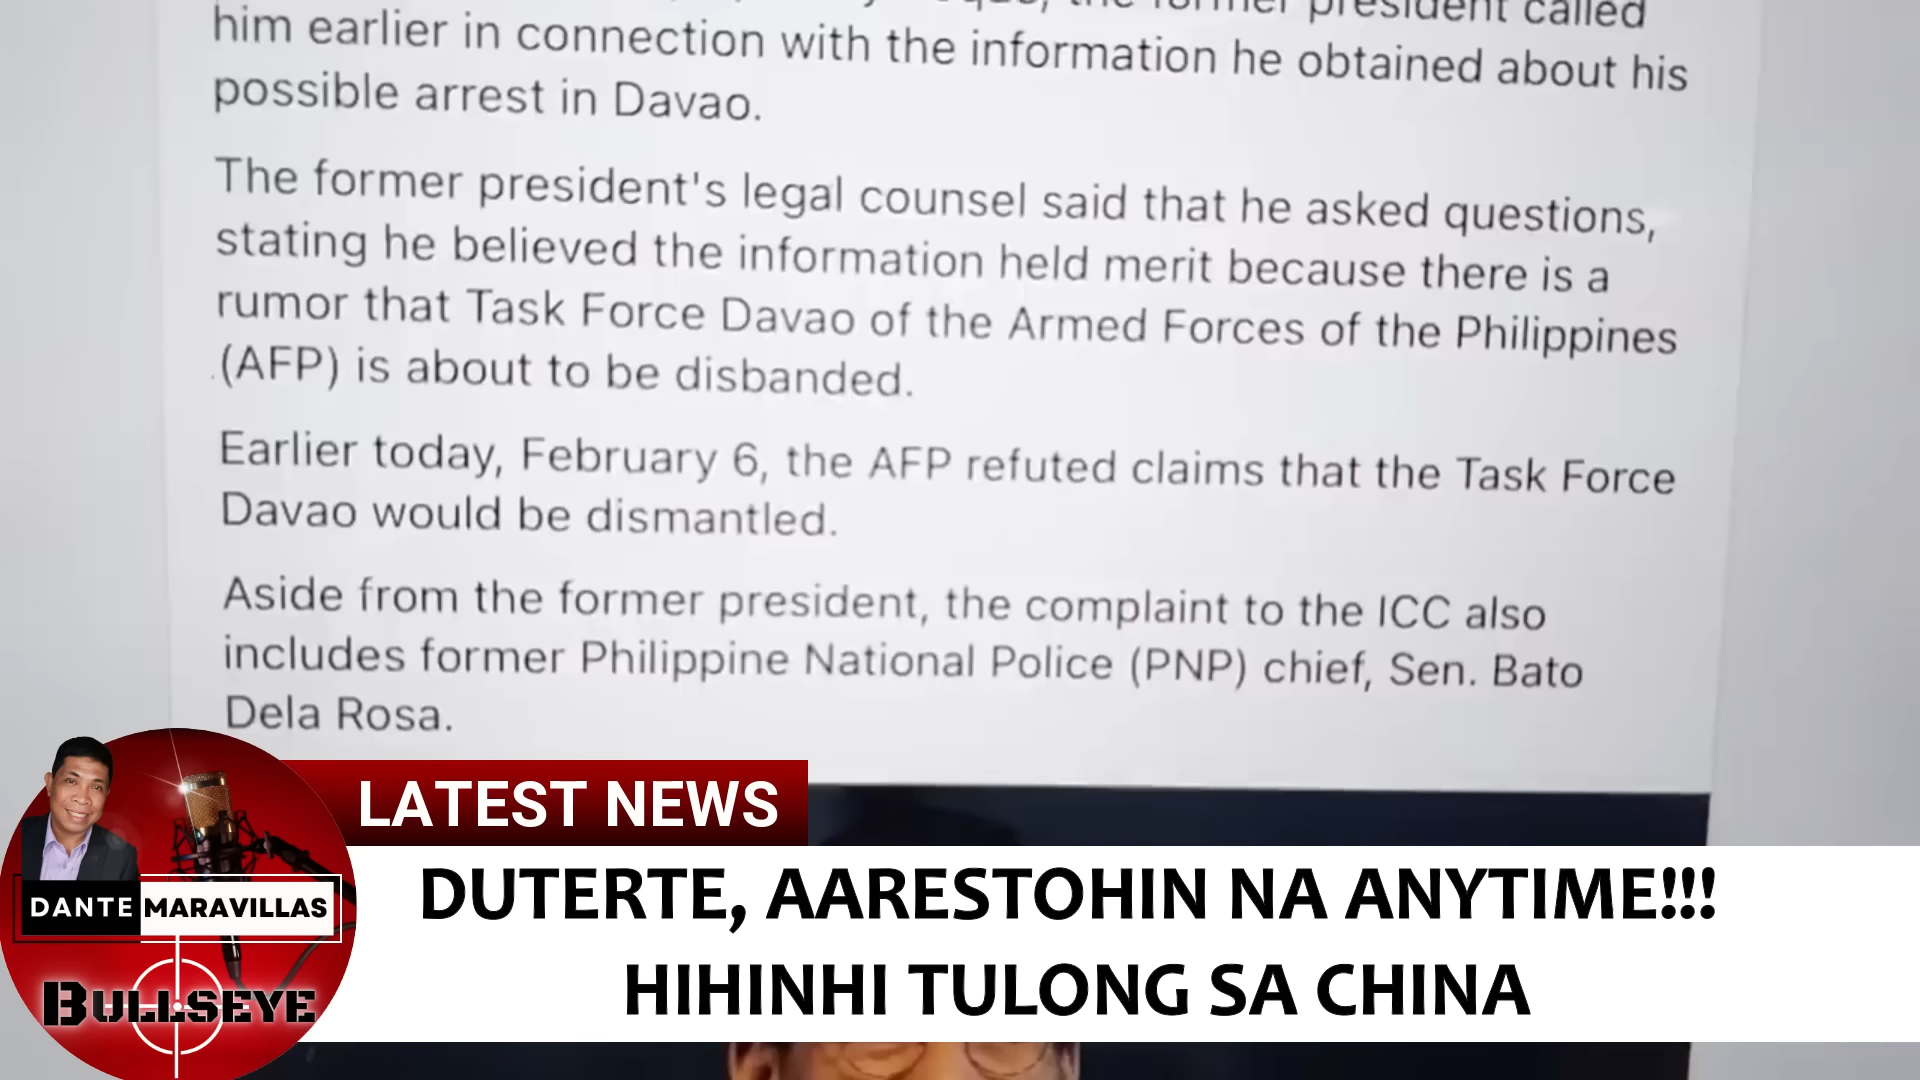 the former president called
him earlier in connection with the information he obtained about his
possible arrest in Davao.
The former president's legal counsel said that he asked questions,
stating he believed the information held merit because there is a
rumor that Task Force Davao of the Armed Forces of the Philippines
(AFP) is about to be disbanded.
Earlier today, February 6, the AFP refuted claims that the Task Force
Davao would be dismantled.
Aside from the former president, the complaint to the ICC also
includes former Philippine National Police (PNP) chief, Sen. Bato
Dela Rosa.
LATEST NEWS
DUTERTE, AARESTOHIN NA ANYTIME!!!
HIHINHI TULONG SA CHINA
DANTE MARAVILLAS
BULLSEYE